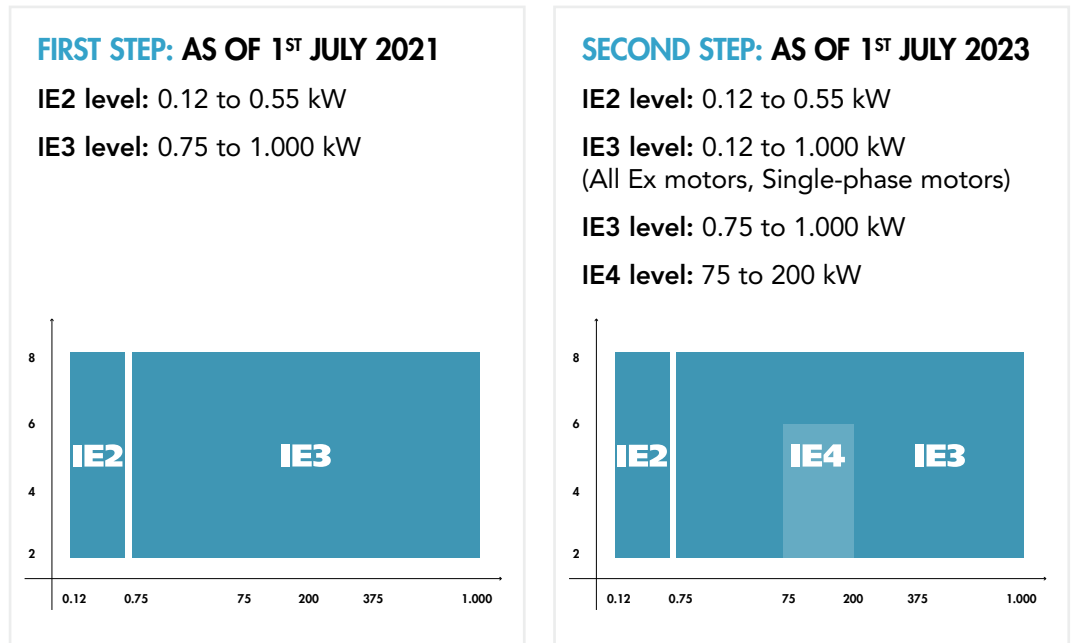 FIRST STEP: AS OF 1ST JULY 2021
IE2 level: 0.12 to 0.55 kW
IE3 level: 0.75 to 1.000 kW
8
6
4
2
IE2
IE3
0.12 0.75 75 200 375 1.000
SECOND STEP: AS OF 1ST JULY 2023
IE2 level: 0.12 to 0.55 kW
IE3 level: 0.12 to 1.000 kW
(All Ex motors, Single-phase motors)
IE3 level: 0.75 to 1.000 kW
IE4 level: 75 to 200 kW
8
6
4
2
IE2
IE4
IE3
0.12 0.75 75 200 375 1.000